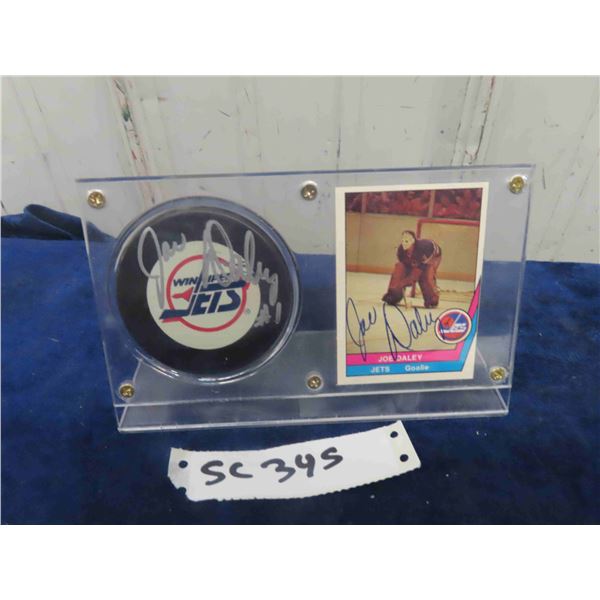 Joe Daley
WINNIPEG
JETS
#1
Joe Daley
JOE DALEY
JETS Goalie
SC 345